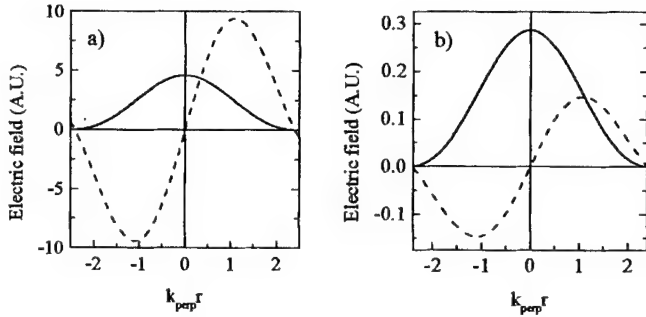 10
a)
5
0
-5
-10
Electric field (A.U.)
-2 -1 0 1 2
k_perp r
0.3
b)
0.2
0.1
0.0
-0.1
Electric field (A.U.)
-2 -1 0 1 2
k_perp r